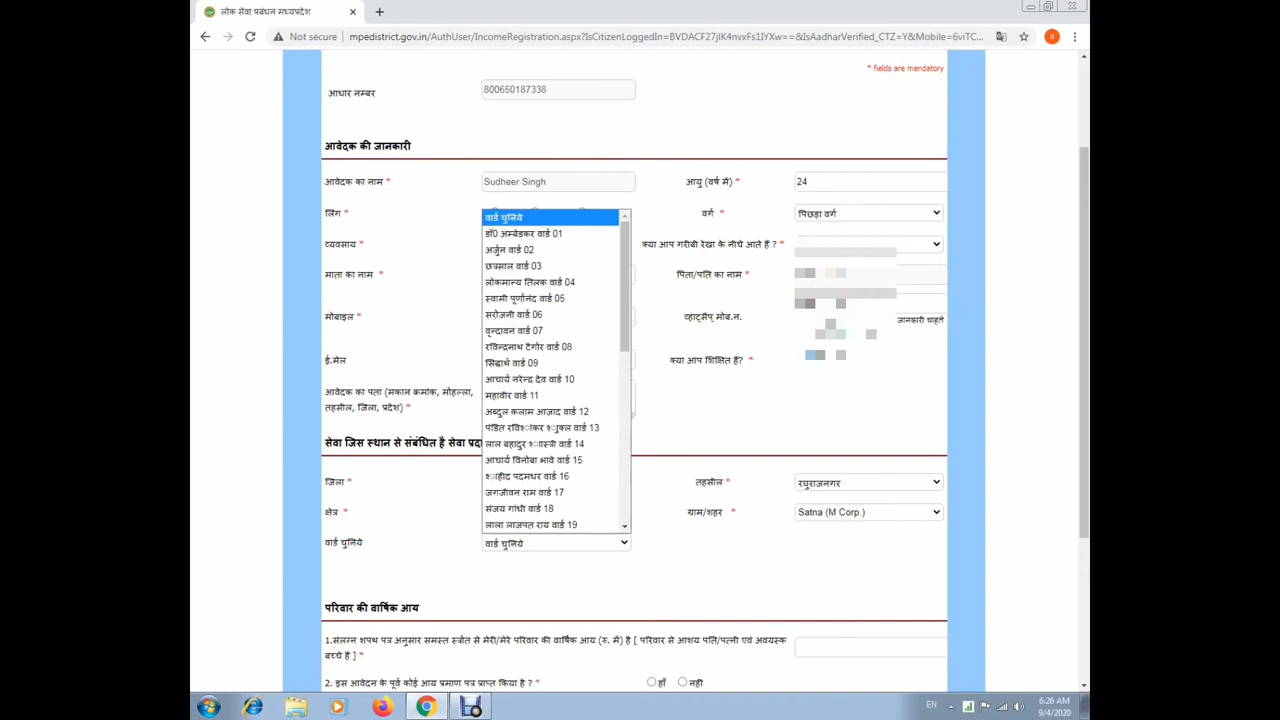 लोक सेवा प्रबंधन मध्यप्रदेश
Not secure mpedistrict.gov.in/AuthUser/IncomeRegistration.aspx?IsCitizenLoggedIn=BVDACF27jIK4nvxFs1IYXw==&IsAadharVerified_CTZ=Y&Mobile=6viTC...
* fields are mandatory
आधार नम्बर 800650187338
आवेदक की जानकारी
आवेदक का नाम * Sudheer Singh आयु (वर्ष में) * 24
लिंग * वर्ग * पिछड़ा वर्ग
व्यवसाय * क्या आप गरीबी रेखा के नीचे आते हैं ? *
माता का नाम * पिता/पति का नाम *
मोबाइल * व्हाट्सैप् मोब.न. जानकारी चाहते
ई.मेल क्या आप शिक्षित हैं? *
आवेदक का पता (मकान क्रमांक, मोहल्ला,
तहसील, जिला, प्रदेश) *
वार्ड चुनिये
डॉ0 अम्बेडकर वार्ड 01
अर्जुन वार्ड 02
छत्रसाल वार्ड 03
लोकमान्य तिलक वार्ड 04
स्वामी पूर्णानंद वार्ड 05
सरोजनी वार्ड 06
वृन्दावन वार्ड 07
रविन्द्रनाथ टैगोर वार्ड 08
सिद्धार्थ वार्ड 09
आचार्य नरेन्द्र देव वार्ड 10
महावीर वार्ड 11
अब्दुल कलाम आज़ाद वार्ड 12
पंडित रविश्‍ांकर श्‍ाुक्ल वार्ड 13
लाल बहादुर श्‍ाास्त्री वार्ड 14
आचार्य विनोबा भावे वार्ड 15
श्‍ाहीद पदमधर वार्ड 16
जगजीवन राम वार्ड 17
संजय गांधी वार्ड 18
लाला लाजपत राय वार्ड 19
सेवा जिस स्थान से संबंधित है सेवा प्रद
जिला * तहसील * रघुराजनगर
क्षेत्र * ग्राम/शहर * Satna (M Corp.)
वार्ड चुनिये वार्ड चुनिये
परिवार की वार्षिक आय
1.संलग्न शपथ पत्र अनुसार समस्त स्त्रोत से मेरी/मेरे परिवार की वार्षिक आय (रु. में) है [ परिवार से आशय पति/पत्नी एवं अवयस्क
बच्चे हैं ] *
2. इस आवेदन के पूर्व कोई आय प्रमाण पत्र प्राप्त किया है ? * हाँ नहीं
EN 6:26 AM
9/4/2020